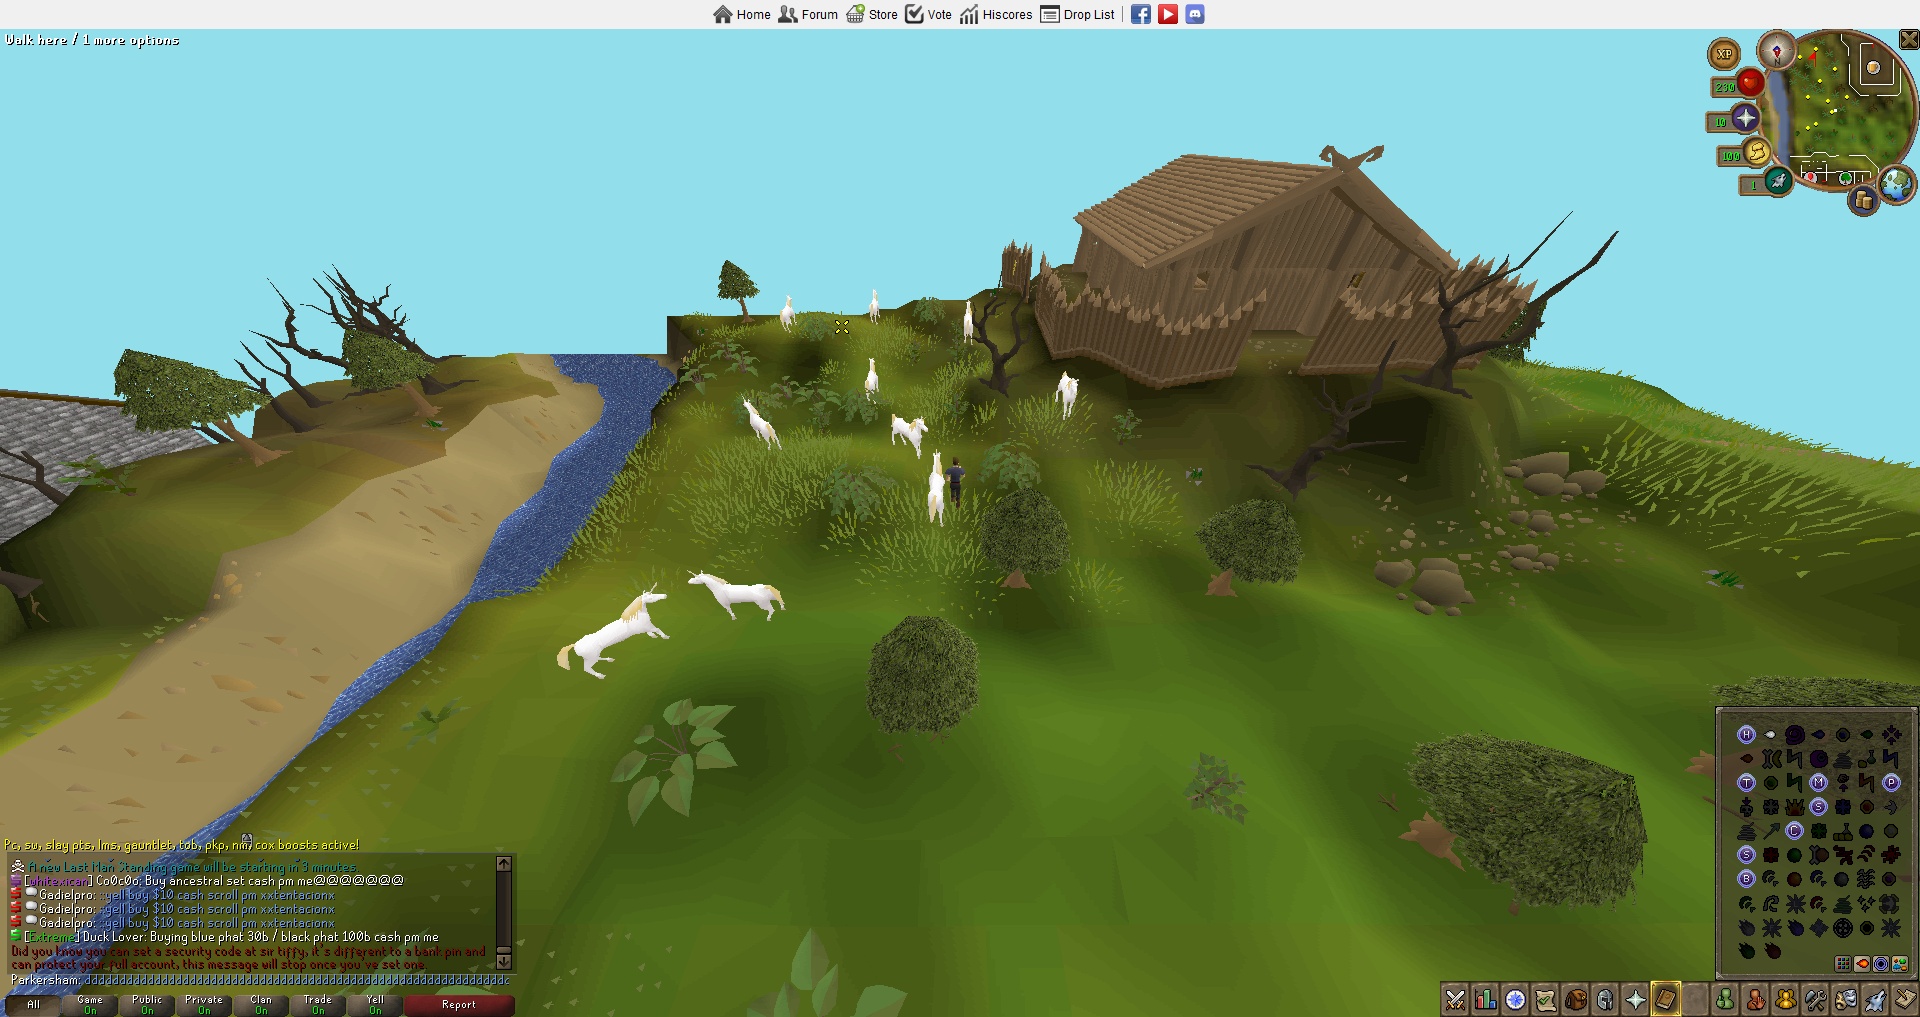 Home Forum Store Vote Hiscores Drop List
Walk here / 1 more options
XP
230
10
100
1
Pc, sw, slay pts, lms, gauntlet, tob, pkp, nm, cox boosts active!
A new Last Man Standing game will be starting in 3 minutes.
[whitexican] Co0c0o: Buy ancestral set cash pm me@@@@@@@
Gadielpro: ::yell buy $10 cash scroll pm xxtentacionx
Gadielpro: ::yell buy $10 cash scroll pm xxtentacionx
Gadielpro: ::yell buy $10 cash scroll pm xxtentacionx
[Extreme] Duck Lover: Buying blue phat 30b / black phat 100b cash pm me
Did you know you can set a security code at sir tiffy, it's different to a bank pin and
can protect your full account, this message will stop once you've set one.
All Game On Public On Private On Clan On Trade On Yell On Report
H
T M P
S
C
S
B